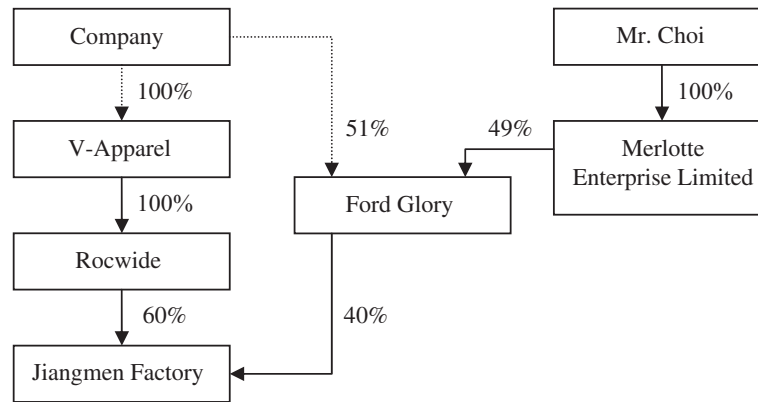 Company
Mr. Choi
100%
100%
51%
49%
V-Apparel
Merlotte
Enterprise Limited
100%
Ford Glory
Rocwide
60%
40%
Jiangmen Factory